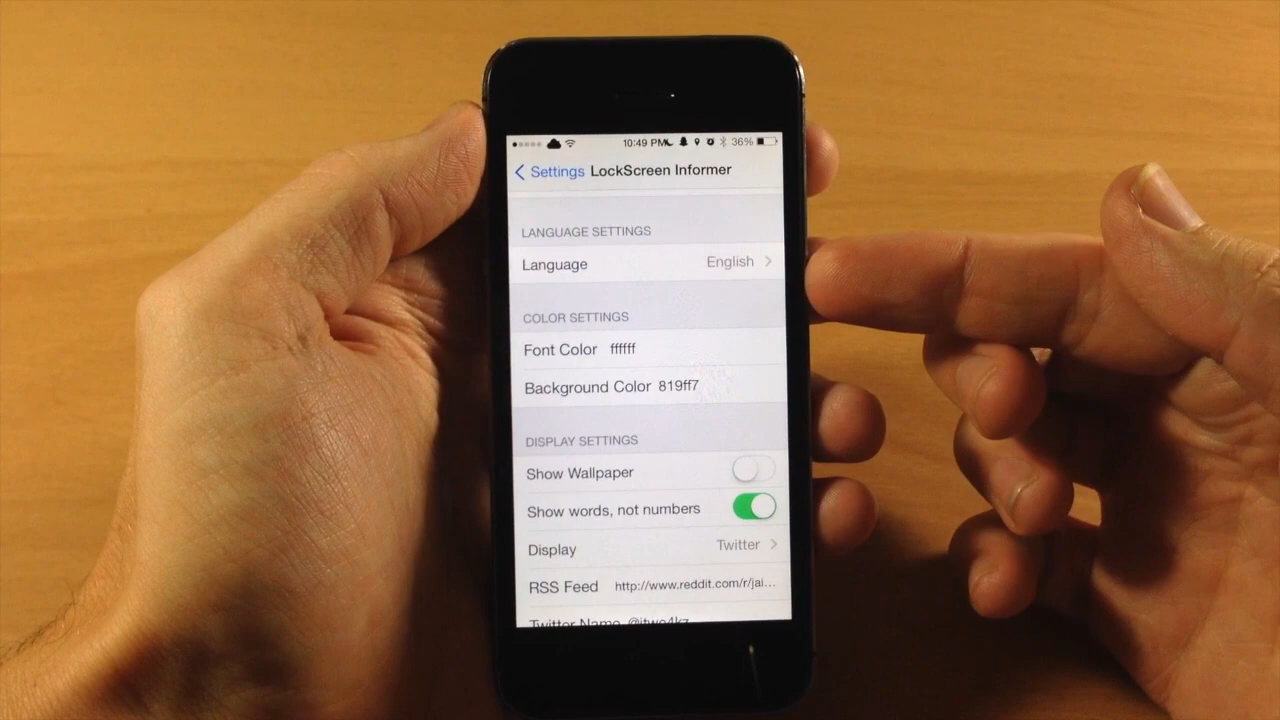 10:49 PM 36%
Settings LockScreen Informer
LANGUAGE SETTINGS
Language English
COLOR SETTINGS
Font Color ffffff
Background Color 819ff7
DISPLAY SETTINGS
Show Wallpaper
Show words, not numbers
Display Twitter
RSS Feed http://www.reddit.com/r/jai...
Twitter Name